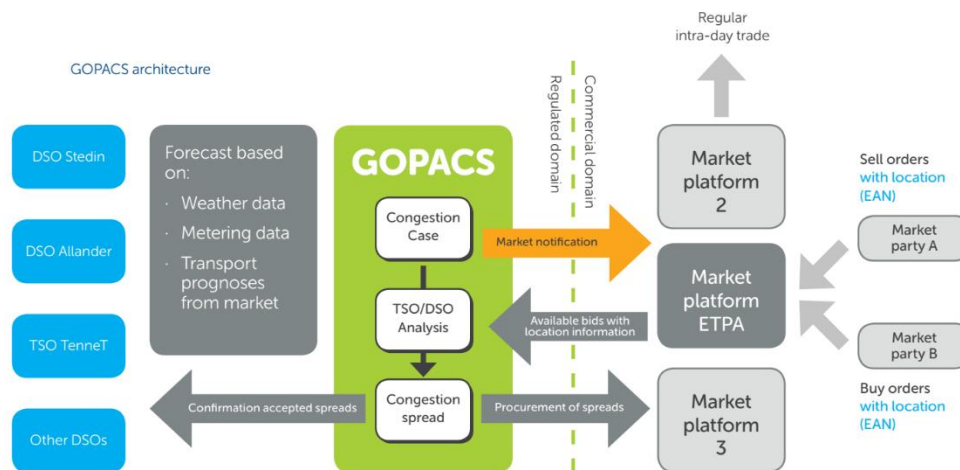 GOPACS architecture
DSO Stedin
DSO Allander
TSO TenneT
Other DSOs
Forecast based
on:
· Weather data
· Metering data
· Transport
prognoses
from market
GOPACS
Congestion
Case
TSO/DSO
Analysis
Congestion
spread
Confirmation accepted spreads
Regulated domain
Commercial domain
Market notification
Available bids with
location information
Procurement of spreads
Regular
intra-day trade
Market
platform
2
Market
platform
ETPA
Market
platform
3
Sell orders
with location
(EAN)
Market
party A
Market
party B
Buy orders
with location
(EAN)